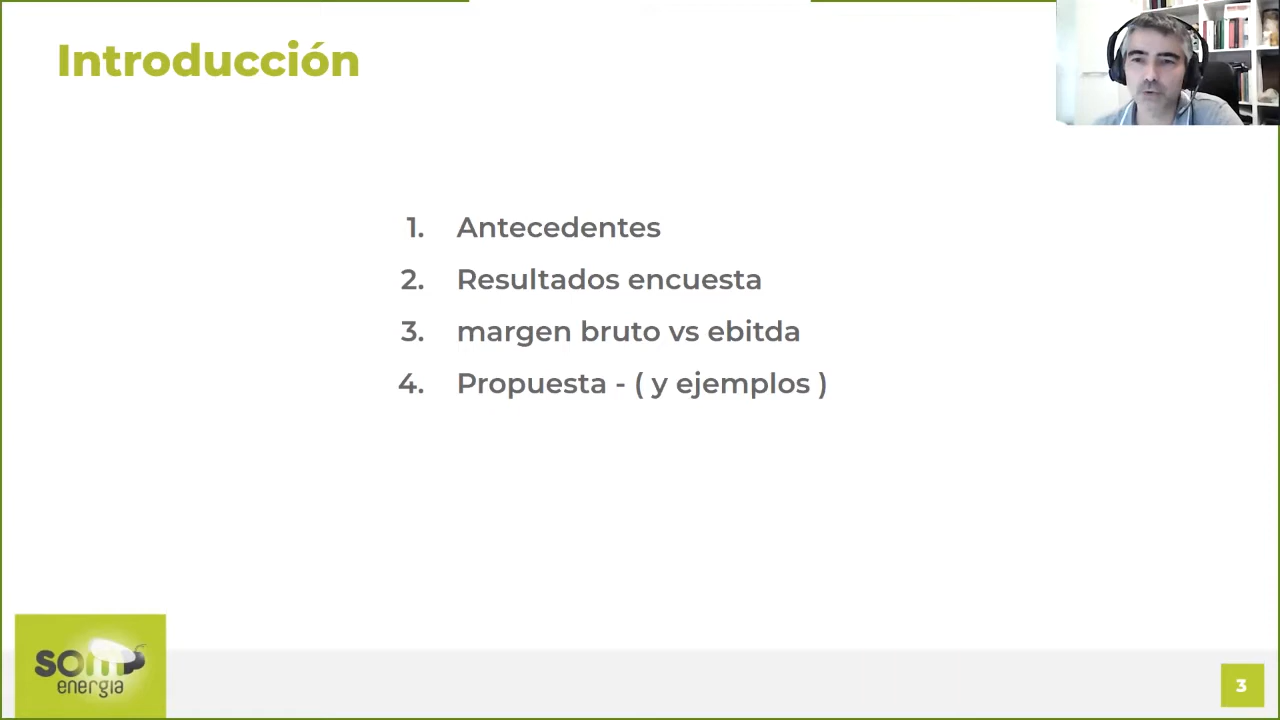 Introducción
1. Antecedentes
2. Resultados encuesta
3. margen bruto vs ebitda
4. Propuesta - ( y ejemplos )
som
energia
3